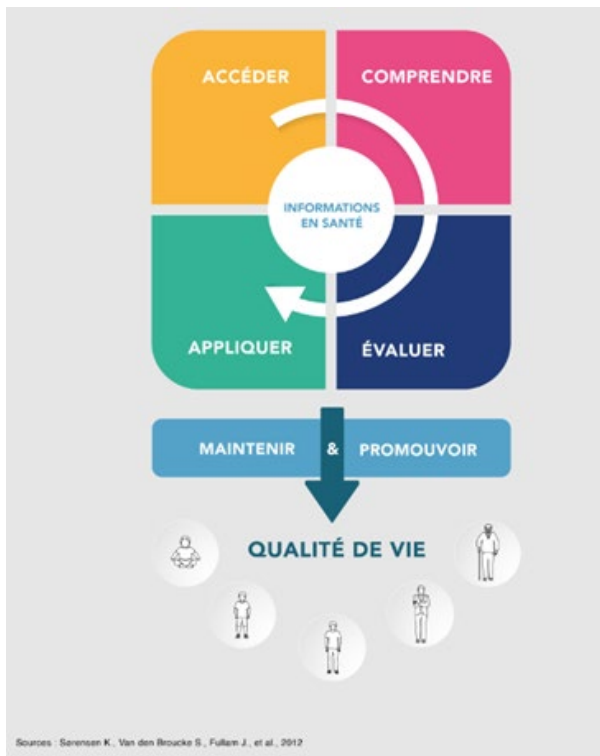 ACCÉDER
COMPRENDRE
INFORMATIONS
EN SANTÉ
APPLIQUER
ÉVALUER
MAINTENIR & PROMOUVOIR
QUALITÉ DE VIE
Sources : Sørensen K., Van den Broucke S., Fullam J., et al., 2012